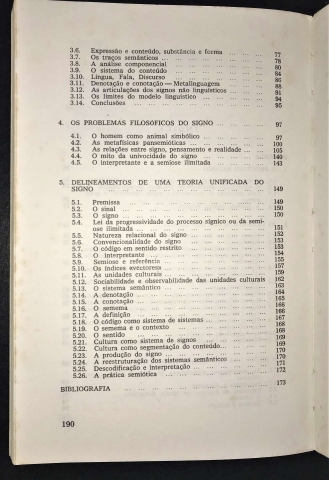 3.6. Expressão e conteúdo, substância e forma ... 77
3.7. Os traços semânticos ... 78
3.8. A análise componencial ... 80
3.9. O sistema do conteúdo ... 84
3.10. Língua, Fala, Discurso ... 86
3.11. Denotação e conotação — Metalinguagem ... 88
3.12. As articulações dos signos não lingüísticos ... 91
3.13. Os limites do modelo lingüístico ... 94
3.14. Conclusões ... 95
4. OS PROBLEMAS FILOSÓFICOS DO SIGNO ... 97
4.1. O homem como animal simbólico ... 97
4.2. As metafísicas pansemióticas ... 100
4.3. As relações entre signo, pensamento e realidade ... 105
4.4. O mito da univocidade do signo ... 140
4.5. O interpretante e a semiose ilimitada ... 143
5. DELINEAMENTOS DE UMA TEORIA UNIFICADA DO
SIGNO ... 149
5.1. Premissa ... 149
5.2. O sinal ... 150
5.3. O signo ... 150
5.4. Lei da progressividade do processo sígnico ou da semi-
ose ilimitada ... 151
5.5. Natureza relacional do signo ... 152
5.6. Convencionalidade do signo ... 153
5.7. O código em sentido restrito ... 153
5.8. O interpretante ... 154
5.9. Semiose e referência ... 155
5.10. Os índices evectores ... 157
5.11. As unidades culturais ... 159
5.12. Sociabilidade e observabilidade das unidades culturais 162
5.13. O sistema semântico ... 163
5.14. A denotação ... 164
5.15. A conotação ... 165
5.16. O semema ... 166
5.17. A definição ... 166
5.18. O código como sistema de sistemas ... 167
5.19. O semema e o contexto ... 168
5.20. O sentido ... 168
5.21. Cultura como sistema de signos ... 169
5.22. Cultura como segmentação do conteúdo ... 169
5.23. A produção do signo ... 170
5.24. A reestruturação dos sistemas semânticos ... 170
5.25. Descodificação e interpretação ... 171
5.26. A prática semiótica ... 172
BIBLIOGRAFIA ... 173
190